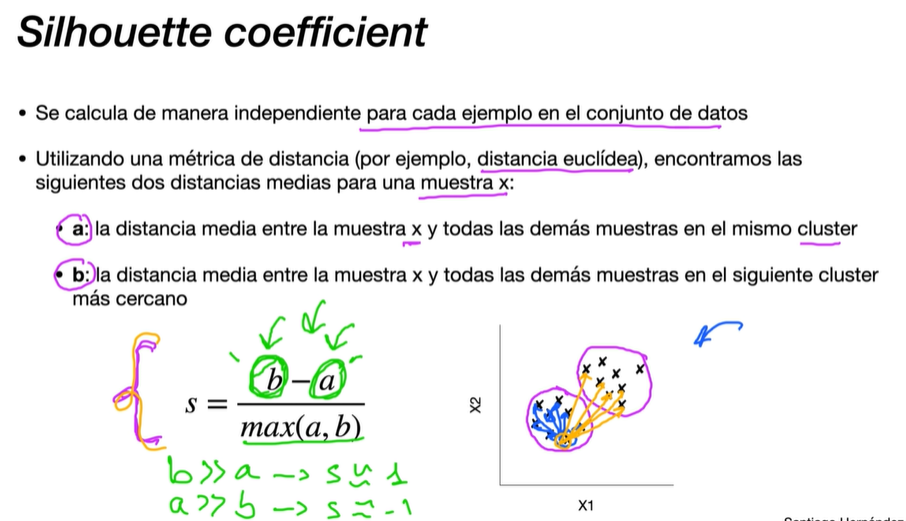 Silhouette coefficient
• Se calcula de manera independiente para cada ejemplo en el conjunto de datos
• Utilizando una métrica de distancia (por ejemplo, distancia euclídea), encontramos las
siguientes dos distancias medias para una muestra x:
• a: la distancia media entre la muestra x y todas las demás muestras en el mismo cluster
• b: la distancia media entre la muestra x y todas las demás muestras en el siguiente cluster
más cercano
s = (b − a) / max(a, b)
b >> a → s ≈ 1
a >> b → s ≈ -1
X2
X1